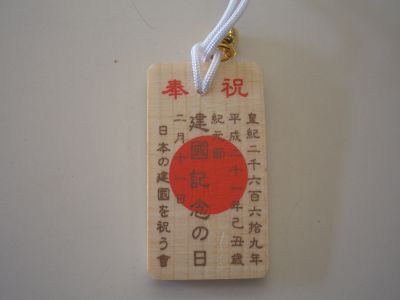 奉祝
皇紀二千六百六拾九年
平成二十一年己丑歳
紀元節
建國記念の日
二月十一日
日本の建國を祝う會